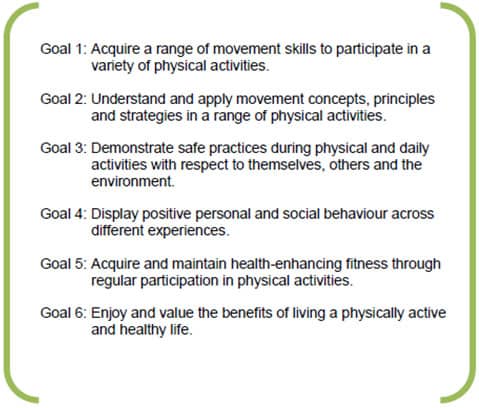 Goal 1: Acquire a range of movement skills to participate in a
variety of physical activities.
Goal 2: Understand and apply movement concepts, principles
and strategies in a range of physical activities.
Goal 3: Demonstrate safe practices during physical and daily
activities with respect to themselves, others and the
environment.
Goal 4: Display positive personal and social behaviour across
different experiences.
Goal 5: Acquire and maintain health-enhancing fitness through
regular participation in physical activities.
Goal 6: Enjoy and value the benefits of living a physically active
and healthy life.